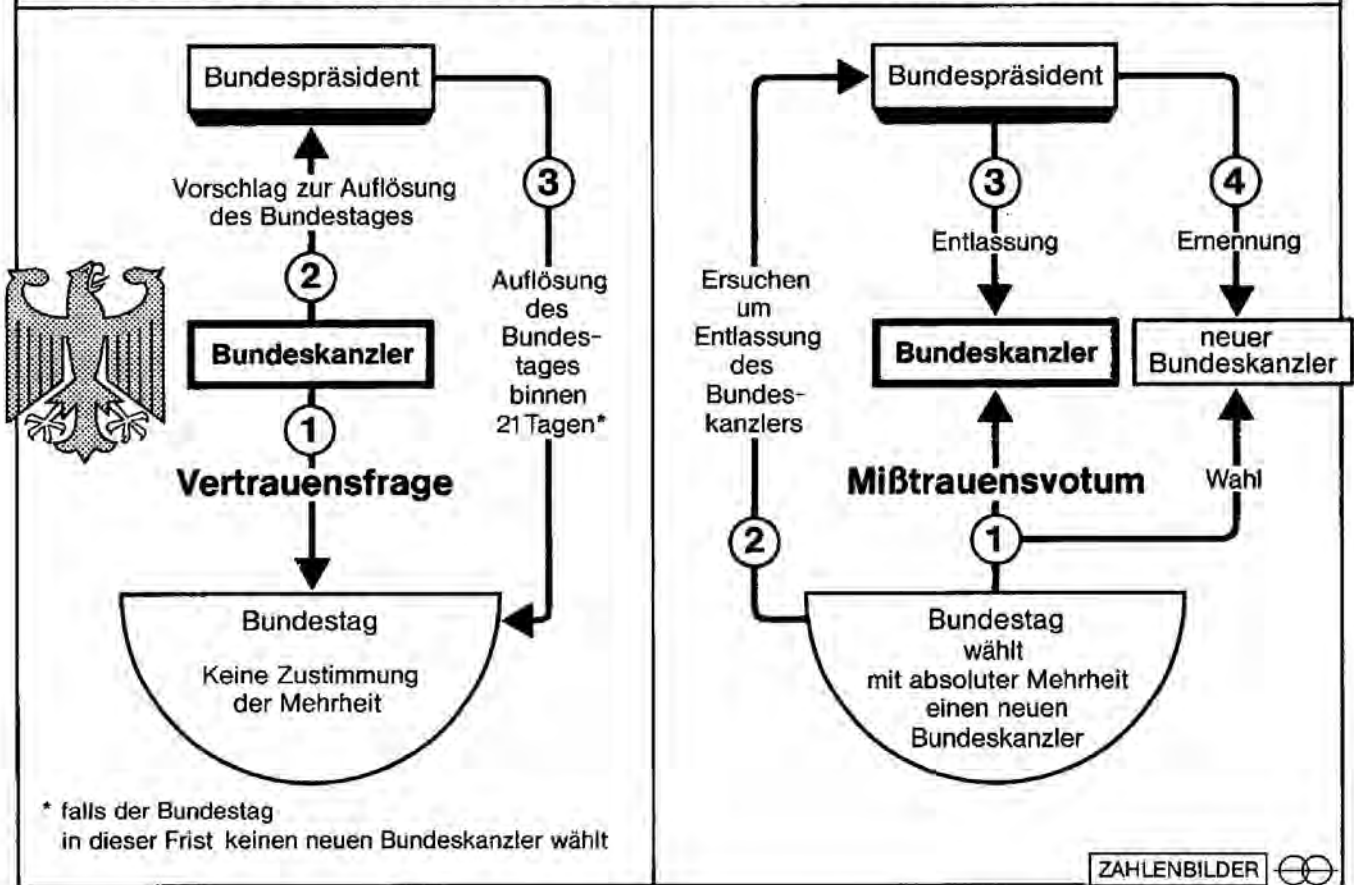 Bundespräsident
Vorschlag zur Auflösung
des Bundestages
2
Bundeskanzler
1
Vertrauensfrage
3
Auflösung
des
Bundes-
tages
binnen
21 Tagen*
Bundestag
Keine Zustimmung
der Mehrheit
* falls der Bundestag
in dieser Frist keinen neuen Bundeskanzler wählt
Bundespräsident
3
Entlassung
4
Ernennung
Ersuchen
um
Entlassung
des
Bundes-
kanzlers
2
Bundeskanzler
neuer
Bundeskanzler
Mißtrauensvotum
Wahl
1
Bundestag
wählt
mit absoluter Mehrheit
einen neuen
Bundeskanzler
ZAHLENBILDER